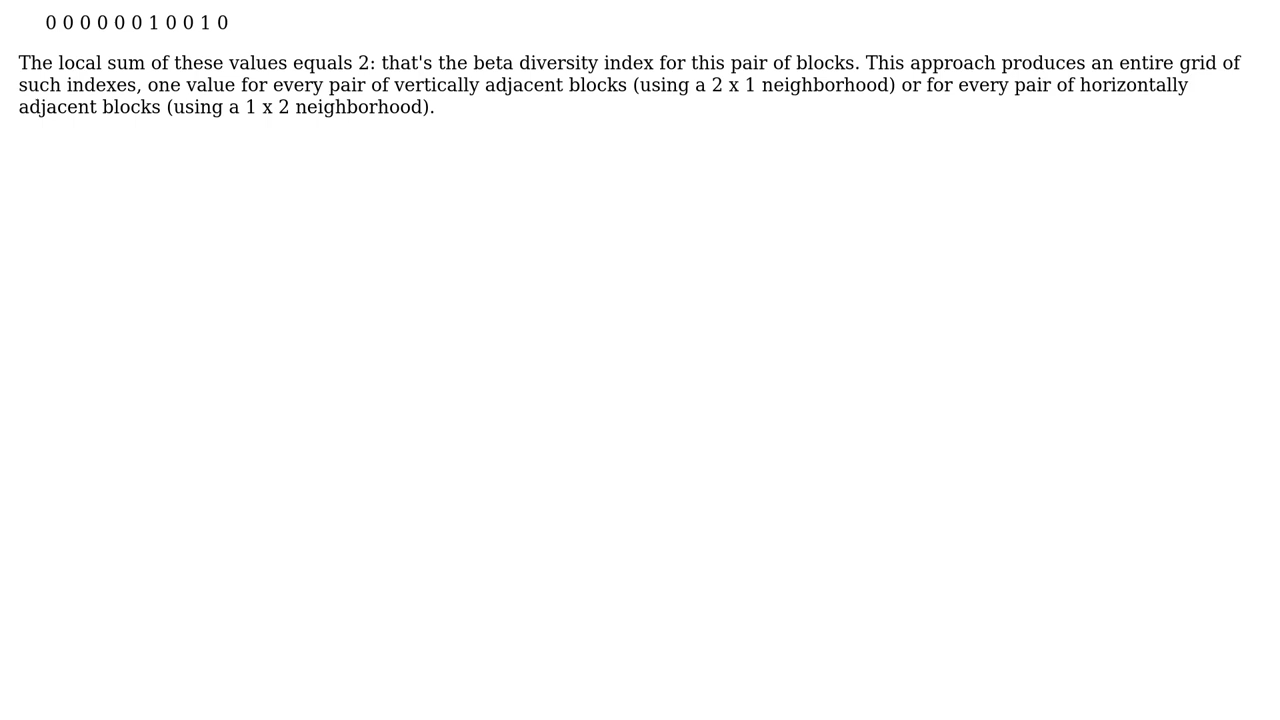 0 0 0 0 0 0 1 0 0 1 0
The local sum of these values equals 2: that's the beta diversity index for this pair of blocks. This approach produces an entire grid of
such indexes, one value for every pair of vertically adjacent blocks (using a 2 x 1 neighborhood) or for every pair of horizontally
adjacent blocks (using a 1 x 2 neighborhood).